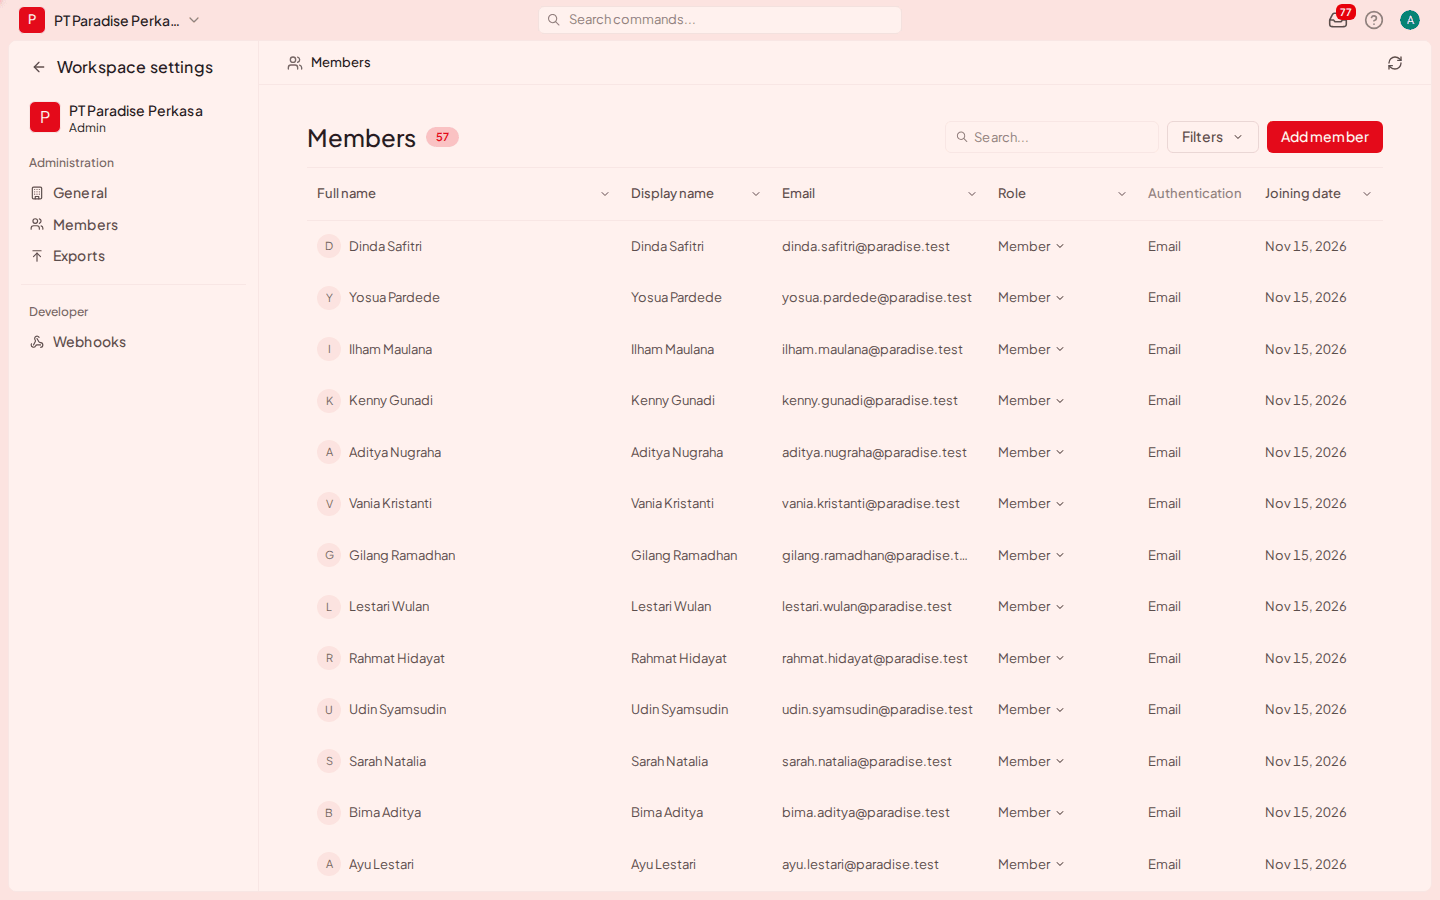 P PT Paradise Perka... Search commands... 77 A
Workspace settings
P PT Paradise Perkasa
Admin
Administration
General
Members
Exports
Developer
Webhooks
Members
Members 57 Search... Filters Add member
Full name Display name Email Role Authentication Joining date
D Dinda Safitri Dinda Safitri dinda.safitri@paradise.test Member Email Nov 15, 2026
Y Yosua Pardede Yosua Pardede yosua.pardede@paradise.test Member Email Nov 15, 2026
I Ilham Maulana Ilham Maulana ilham.maulana@paradise.test Member Email Nov 15, 2026
K Kenny Gunadi Kenny Gunadi kenny.gunadi@paradise.test Member Email Nov 15, 2026
A Aditya Nugraha Aditya Nugraha aditya.nugraha@paradise.test Member Email Nov 15, 2026
V Vania Kristanti Vania Kristanti vania.kristanti@paradise.test Member Email Nov 15, 2026
G Gilang Ramadhan Gilang Ramadhan gilang.ramadhan@paradise.t... Member Email Nov 15, 2026
L Lestari Wulan Lestari Wulan lestari.wulan@paradise.test Member Email Nov 15, 2026
R Rahmat Hidayat Rahmat Hidayat rahmat.hidayat@paradise.test Member Email Nov 15, 2026
U Udin Syamsudin Udin Syamsudin udin.syamsudin@paradise.test Member Email Nov 15, 2026
S Sarah Natalia Sarah Natalia sarah.natalia@paradise.test Member Email Nov 15, 2026
B Bima Aditya Bima Aditya bima.aditya@paradise.test Member Email Nov 15, 2026
A Ayu Lestari Ayu Lestari ayu.lestari@paradise.test Member Email Nov 15, 2026